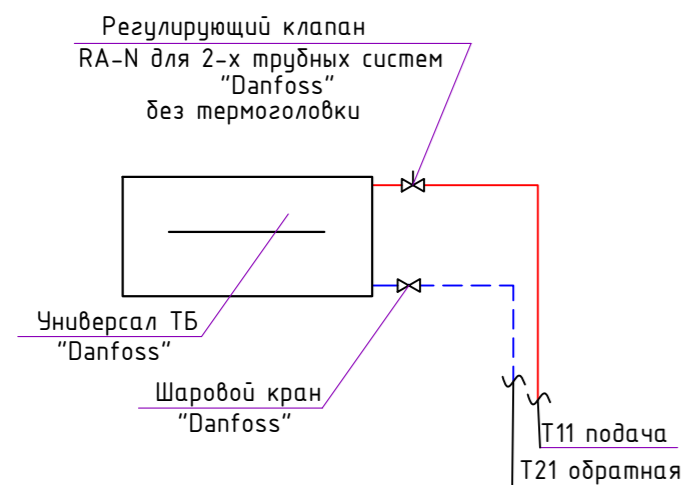 Регулирующий клапан
RA-N для 2-х трубных систем
"Danfoss"
без термоголовки
Универсал ТБ
"Danfoss"
Шаровой кран
"Danfoss"
Т11 подача
Т21 обратная